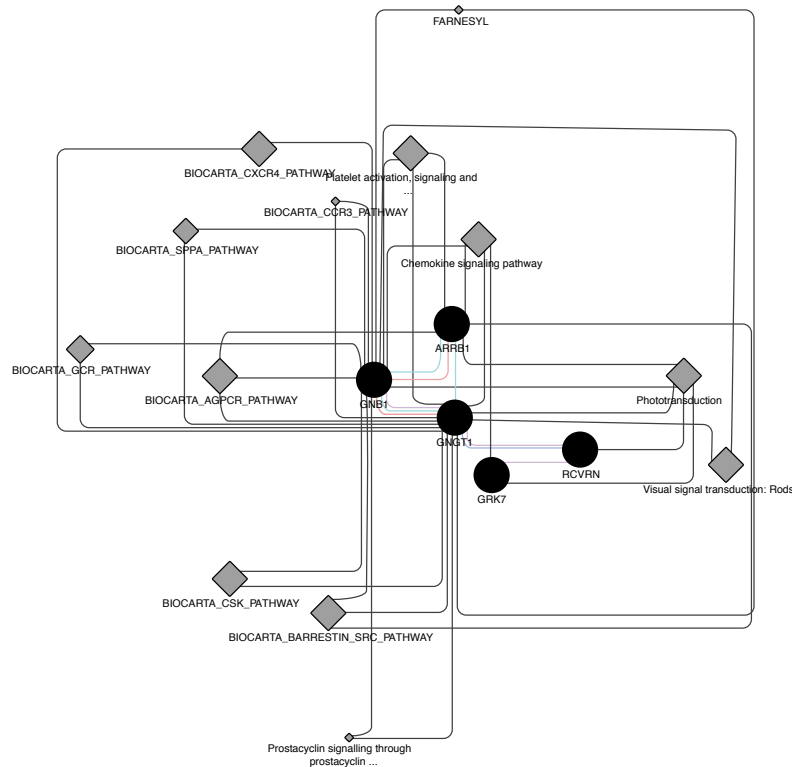 FARNESYL
BIOCARTA_CXCR4_PATHWAY
Platelet activation, signaling and
...
BIOCARTA_CCR3_PATHWAY
BIOCARTA_SPPA_PATHWAY
Chemokine signaling pathway
ARRB1
BIOCARTA_GCR_PATHWAY
BIOCARTA_AGPCR_PATHWAY
GNB1
Phototransduction
GNGT1
RCVRN
Visual signal transduction: Rods
GRK7
BIOCARTA_CSK_PATHWAY
BIOCARTA_BARRESTIN_SRC_PATHWAY
Prostacyclin signalling through
prostacyclin ...